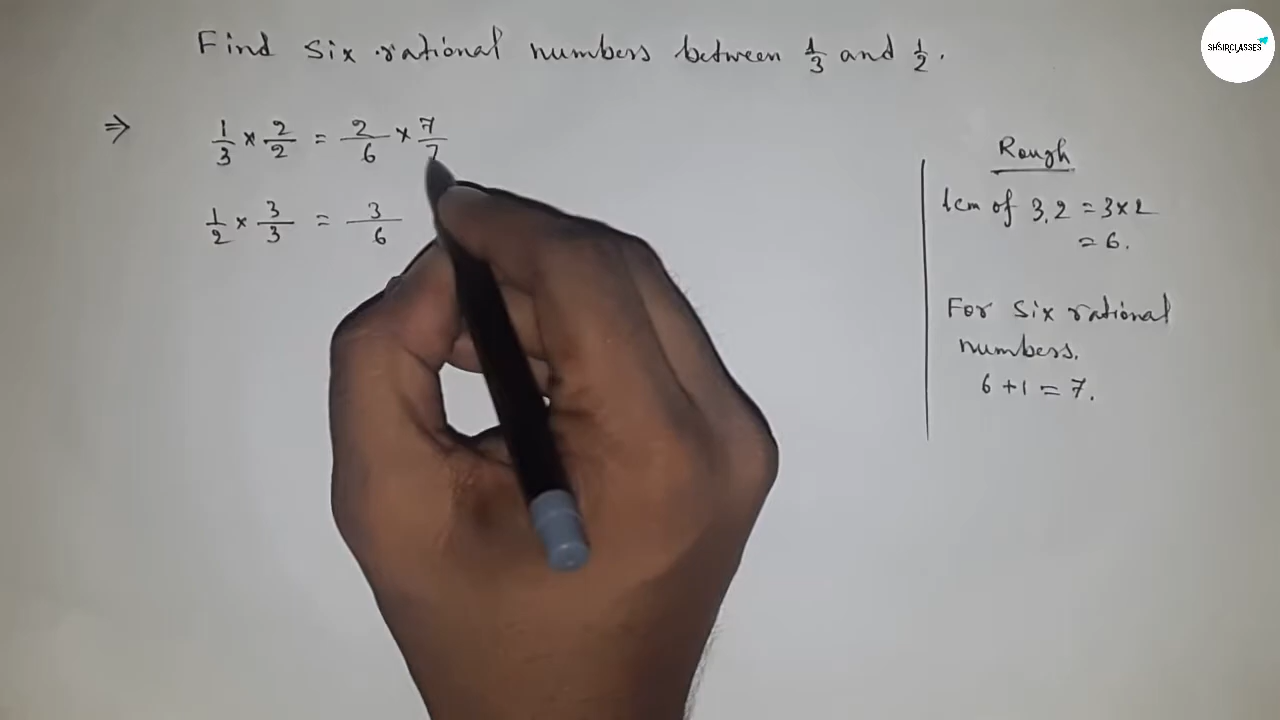 Find six rational numbers between 1/3 and 1/2.
⇒ 1/3 × 2/2 = 2/6 × 7/7
1/2 × 3/3 = 3/6
Rough
lcm of 3,2 = 3×2
= 6.
For six rational
numbers,
6 + 1 = 7.
SHSIRCLASSES